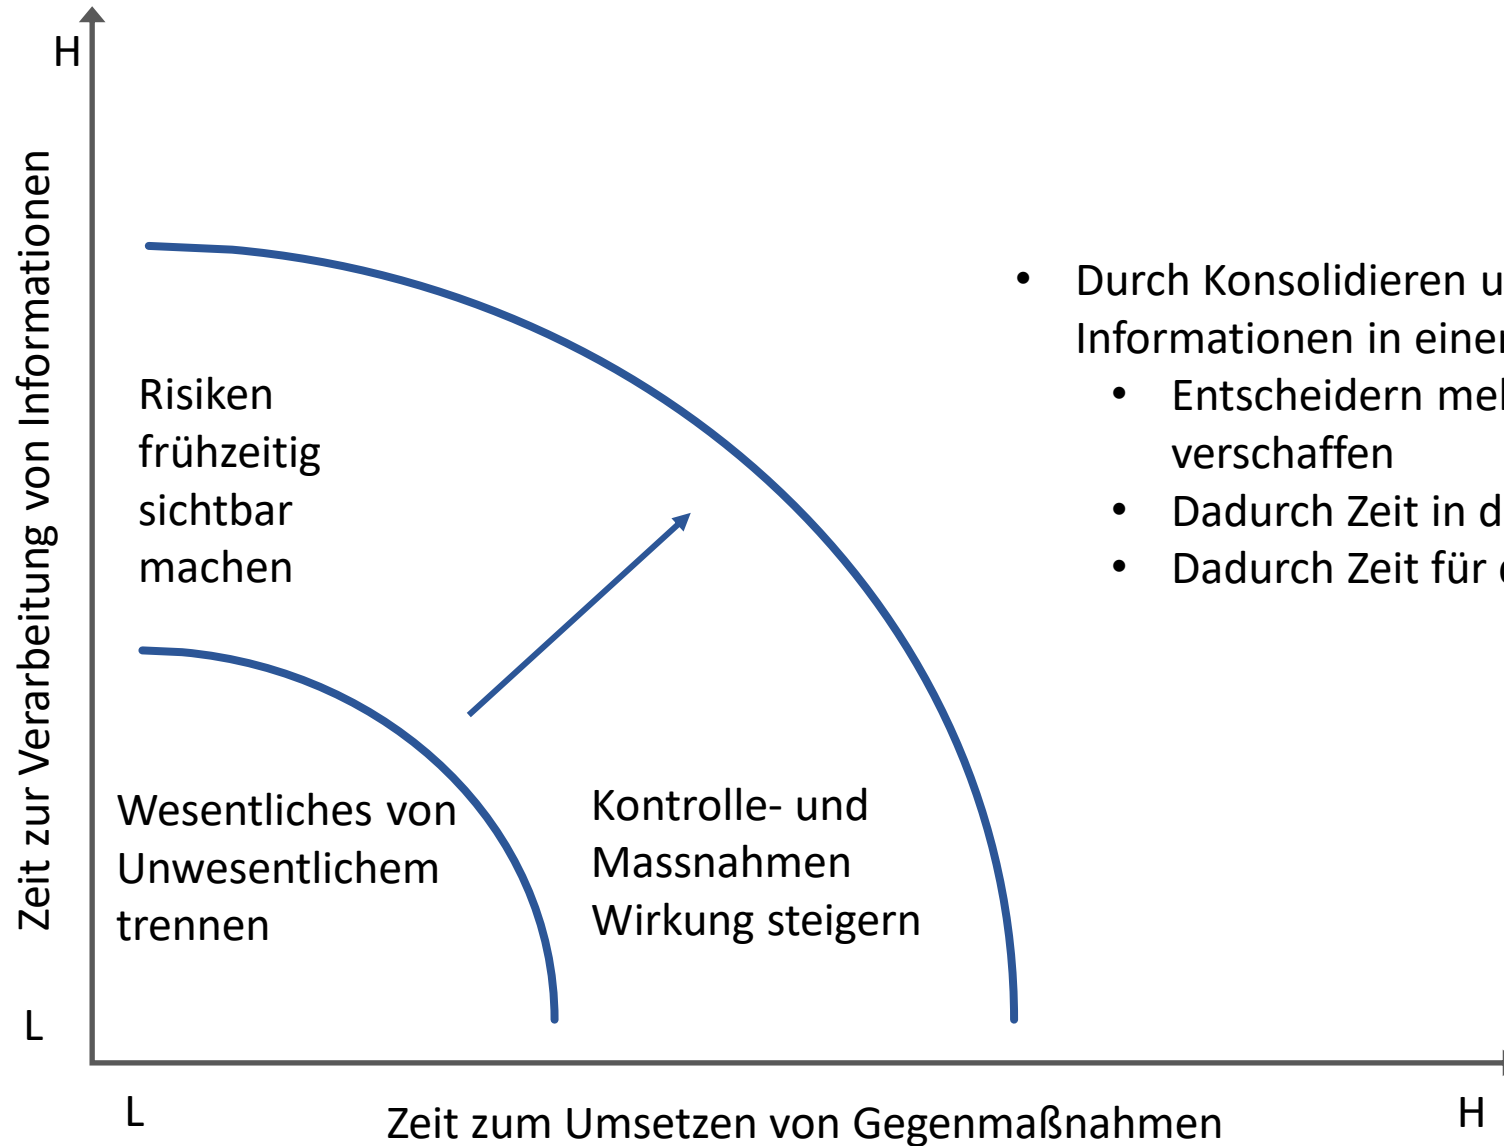 H
Zeit zur Verarbeitung von Informationen
Durch Konsolidieren
Informationen in
Entscheidern
verschaffen
Dadurch Zeit in
Dadurch Zeit für
Risiken
frühzeitig
sichtbar
machen
Wesentliches von
Unwesentlichem
trennen
Kontrolle- und
Massnahmen
Wirkung steigern
L
L
Zeit zum Umsetzen von Gegenmaßnahmen
H